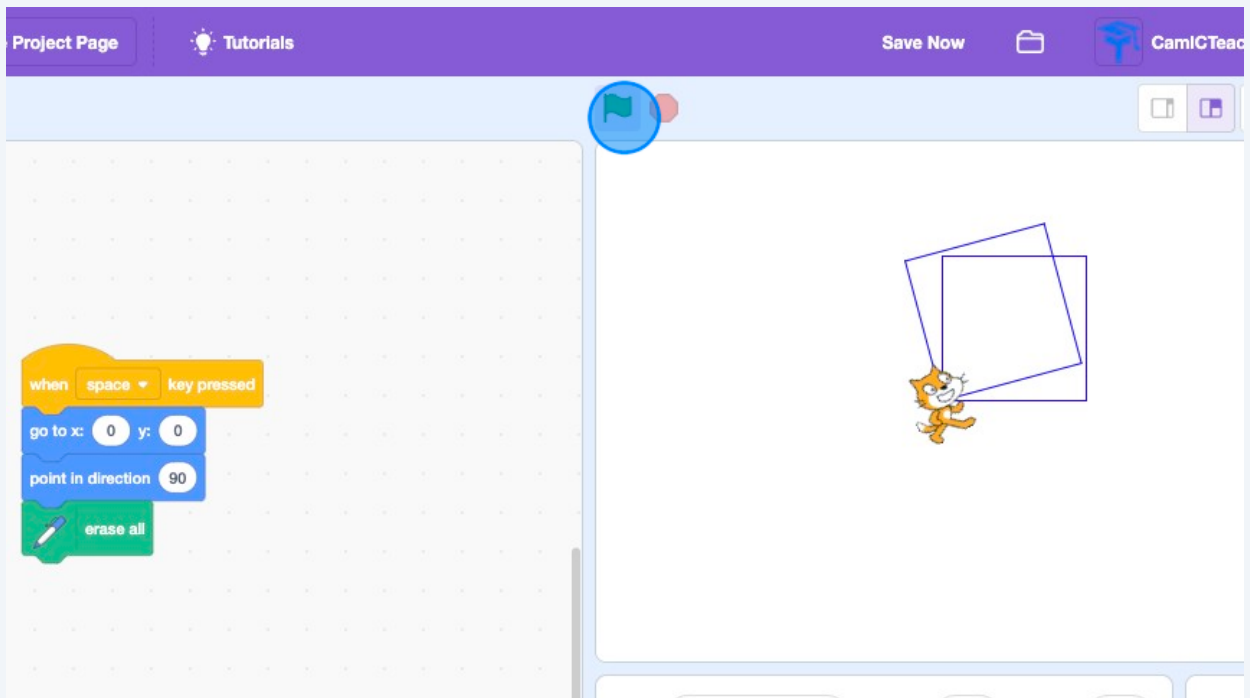 Project Page
Tutorials
Save Now
CamICTeac
when space key pressed
go to x: 0 y: 0
point in direction 90
erase all